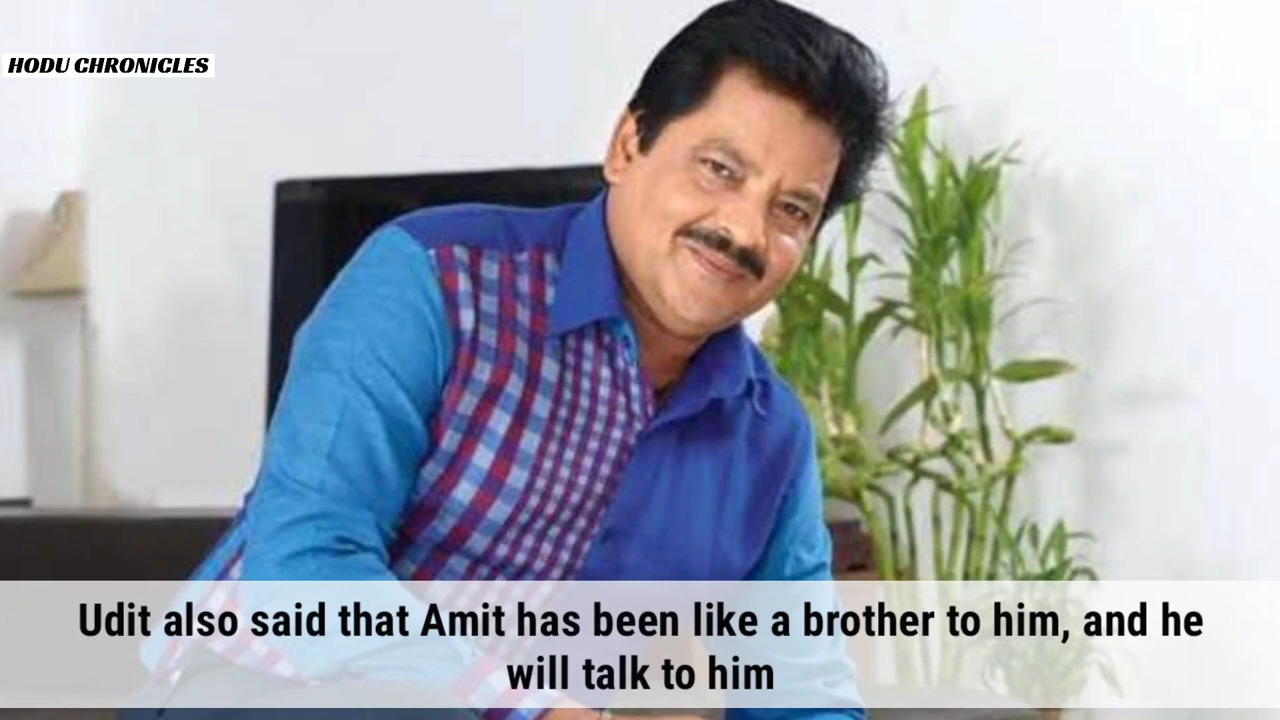 HODU CHRONICLES
Udit also said that Amit has been like a brother to him, and he
will talk to him